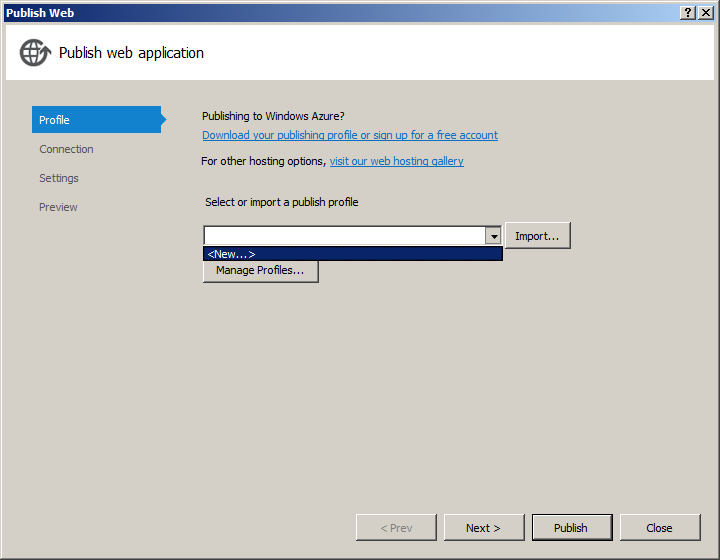 Publish Web
Publish web application
Profile
Connection
Settings
Preview
Publishing to Windows Azure?
Download your publishing profile or sign up for a free account
For other hosting options, visit our web hosting gallery
Select or import a publish profile
Import...
<New...>
Manage Profiles...
< Prev
Next >
Publish
Close